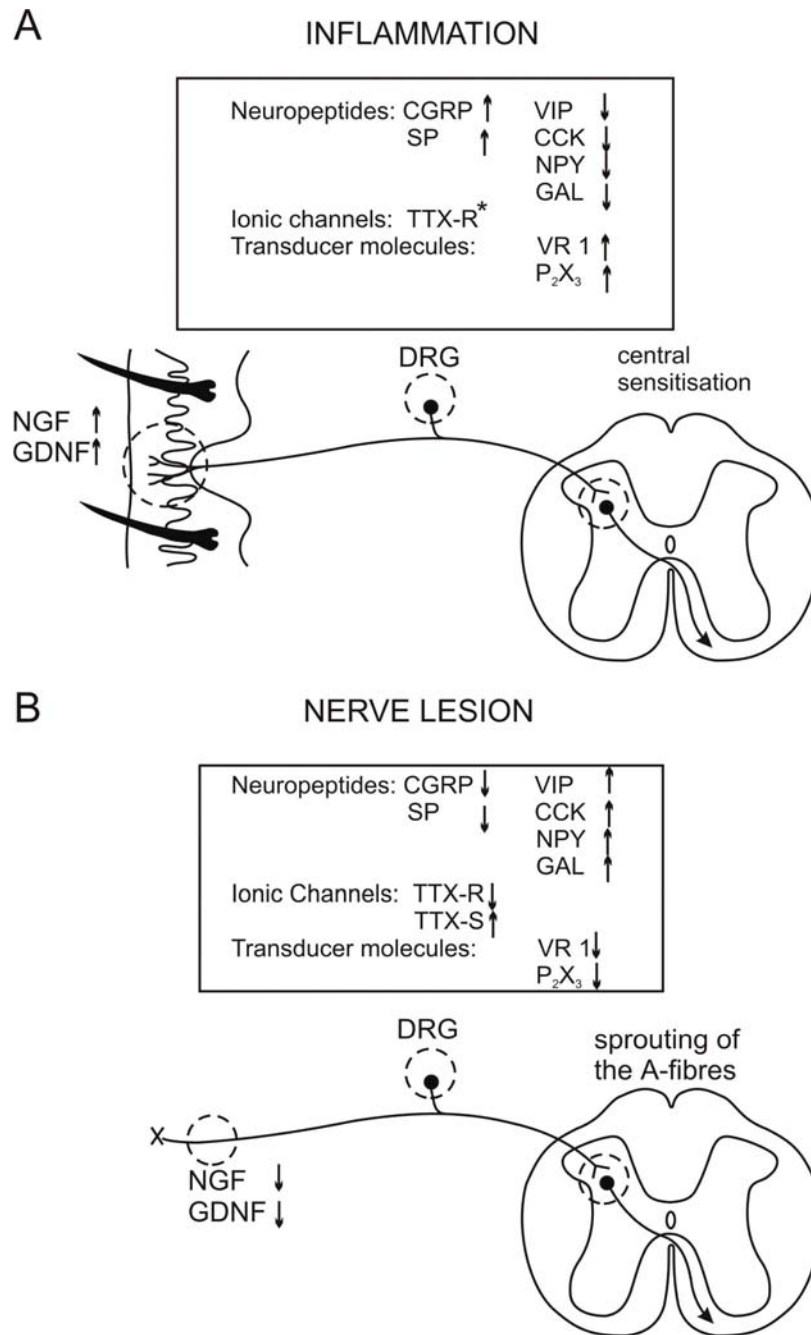 A
INFLAMMATION
Neuropeptides: CGRP ↑ VIP ↓
SP ↑ CCK ↓
NPY ↓
GAL ↓
Ionic channels: TTX-R*
Transducer molecules: VR 1 ↑
P₂X₃ ↑
DRG
central
sensitisation
NGF ↑
GDNF ↑
B
NERVE LESION
Neuropeptides: CGRP ↓ VIP ↑
SP ↓ CCK ↑
NPY ↑
GAL ↑
Ionic Channels: TTX-R ↓
TTX-S ↑
Transducer molecules: VR 1 ↓
P₂X₃ ↓
DRG
sprouting of
the A-fibres
X
NGF ↓
GDNF ↓